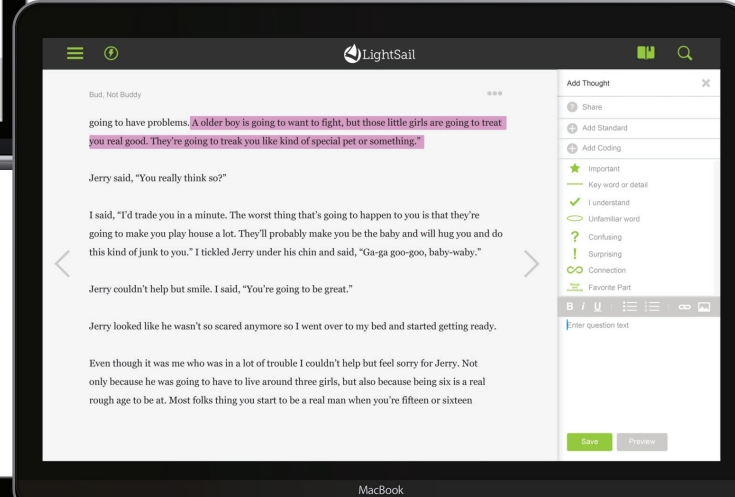 LightSail
Bud, Not Buddy
going to have problems. A older boy is going to want to fight, but those little girls are going to treat
you real good. They're going to treak you like kind of special pet or something."
Jerry said, "You really think so?"
I said, "I'd trade you in a minute. The worst thing that's going to happen to you is that they're
going to make you play house a lot. They'll probably make you be the baby and will hug you and do
this kind of junk to you." I tickled Jerry under his chin and said, "Ga-ga goo-goo, baby-waby."
Jerry couldn't help but smile. I said, "You're going to be great."
Jerry looked like he wasn't so scared anymore so I went over to my bed and started getting ready.
Even though it was me who was in a lot of trouble I couldn't help but feel sorry for Jerry. Not
only because he was going to have to live around three girls, but also because being six is a real
rough age to be at. Most folks thing you start to be a real man when you're fifteen or sixteen
Add Thought
? Share
Add Standard
Add Coding
Important
Key word or detail
I understand
Unfamiliar word
? Confusing
! Surprising
Connection
Favorite Part
B I U
Enter question text
Save Preview
MacBook